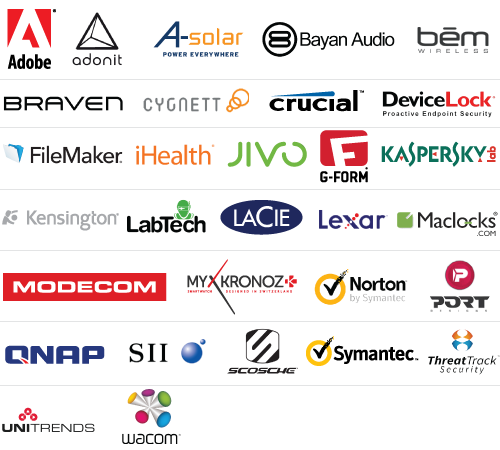 Adobe
adonit
A-solar
POWER EVERYWHERE
Bayan Audio
bēm
WIRELESS
BRAVEN
CYGNETT
crucial™
DeviceLock®
Proactive Endpoint Security
FileMaker
iHealth
JIVO
G-FORM
KASPERSKY lab
Kensington
LabTech
LACIE
Lexar
Maclocks
.COM
MODECOM
MYKRONOZ
SMARTWATCH DESIGNED IN SWITZERLAND
Norton
by Symantec
PORT
DESIGNS
QNAP
SII
SCOSCHE
Symantec™
ThreatTrack
Security
UNITRENDS
wacom